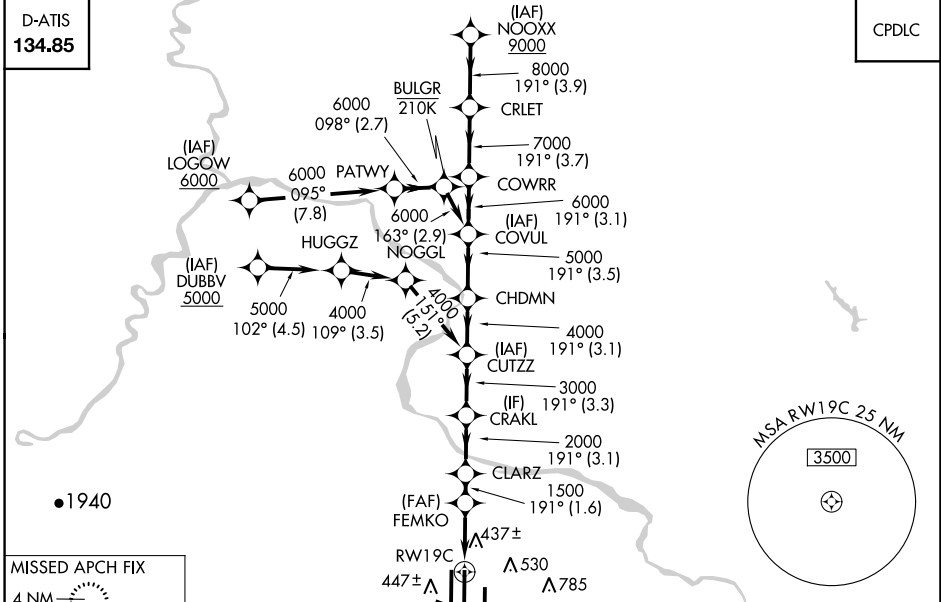 D-ATIS
134.85
CPDLC
(IAF)
NOOXX
9000
8000
191° (3.9)
CRLET
BULGR
210K
6000
098° (2.7)
7000
191° (3.7)
(IAF)
LOGOW
6000
6000
095°
(7.8)
PATWY
COWRR
6000
191° (3.1)
6000
163° (2.9)
(IAF)
COVUL
HUGGZ
NOGGL
5000
191° (3.5)
(IAF)
DUBBV
5000
5000
102° (4.5)
4000
109° (3.5)
4000
151°
(5.2)
CHDMN
4000
191° (3.1)
(IAF)
CUTZZ
3000
191° (3.3)
(IF)
CRAKL
2000
191° (3.1)
CLARZ
1500
191° (1.6)
(FAF)
FEMKO
MSA RW19C 25 NM
3500
1940
437±
RW19C
530
447±
785
MISSED APCH FIX
4 NM